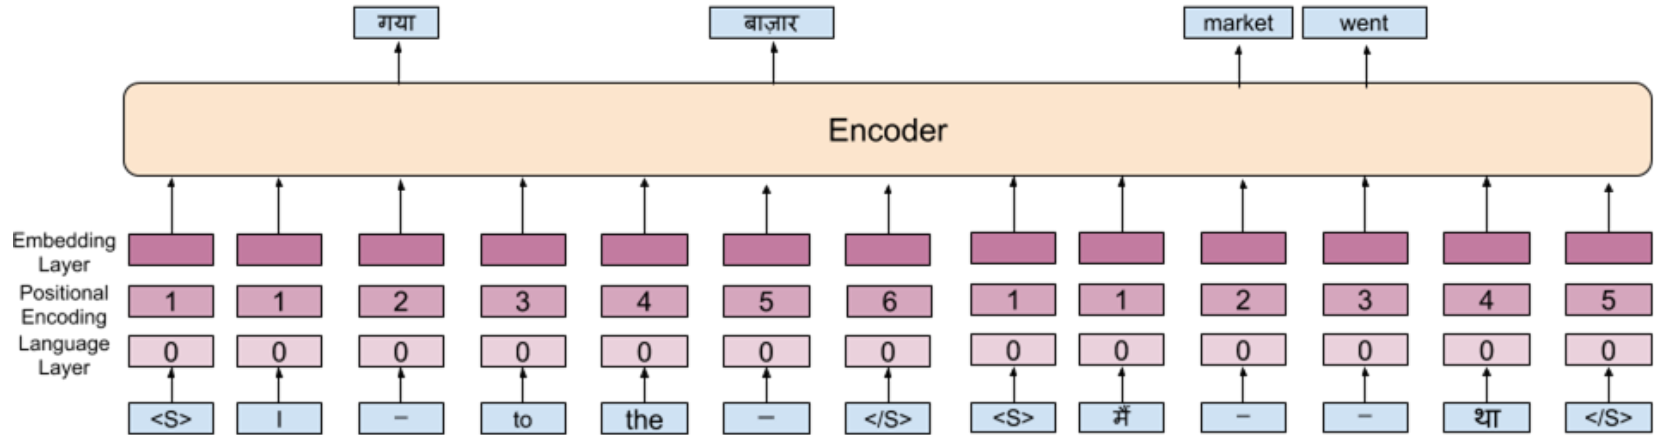 गया बाज़ार market went
Encoder
Embedding
Layer
Positional
Encoding
1 1 2 3 4 5 6 1 1 2 3 4 5
Language
Layer
0 0 0 0 0 0 0 0 0 0 0 0 0
<S> I – to the – </S> <S> मैं – – था </S>